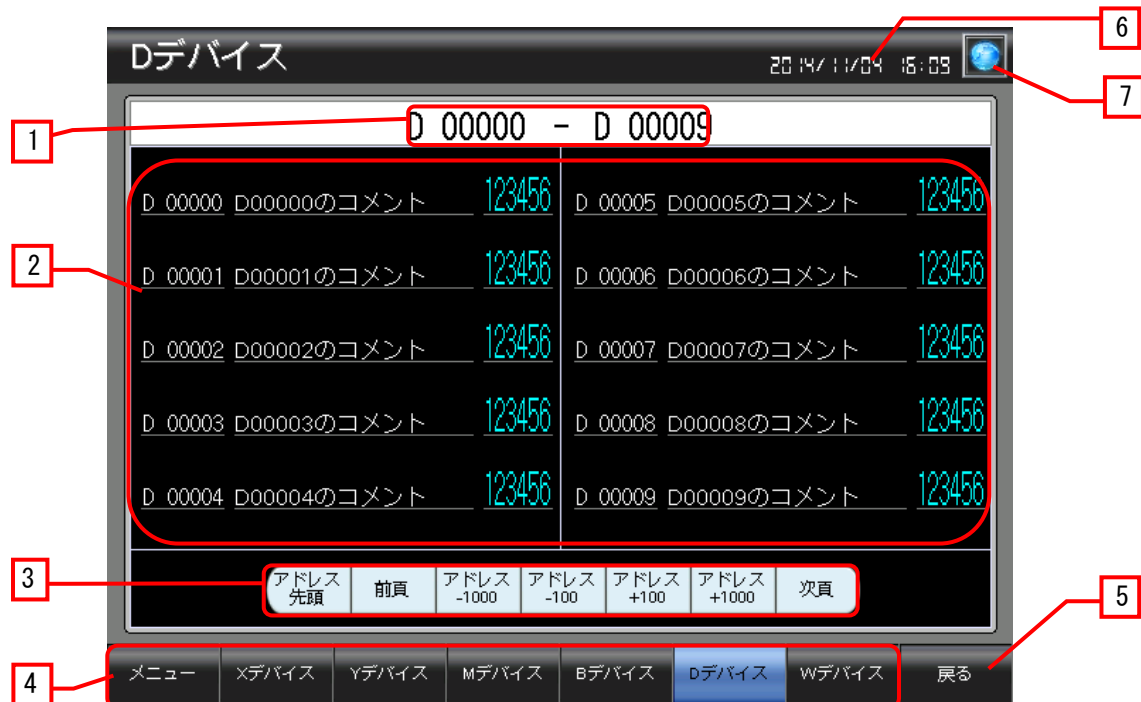 6
Dデバイス
2014/11/04 16:09
7
1
D 00000 - D 00009
2
D 00000 D00000のコメント 123456 D 00005 D00005のコメント 123456
D 00001 D00001のコメント 123456 D 00006 D00006のコメント 123456
D 00002 D00002のコメント 123456 D 00007 D00007のコメント 123456
D 00003 D00003のコメント 123456 D 00008 D00008のコメント 123456
D 00004 D00004のコメント 123456 D 00009 D00009のコメント 123456
3
アドレス
先頭
前頁
アドレス
-1000
アドレス
-100
アドレス
+100
アドレス
+1000
次頁
5
4
メニュー Xデバイス Yデバイス Mデバイス Bデバイス Dデバイス Wデバイス 戻る